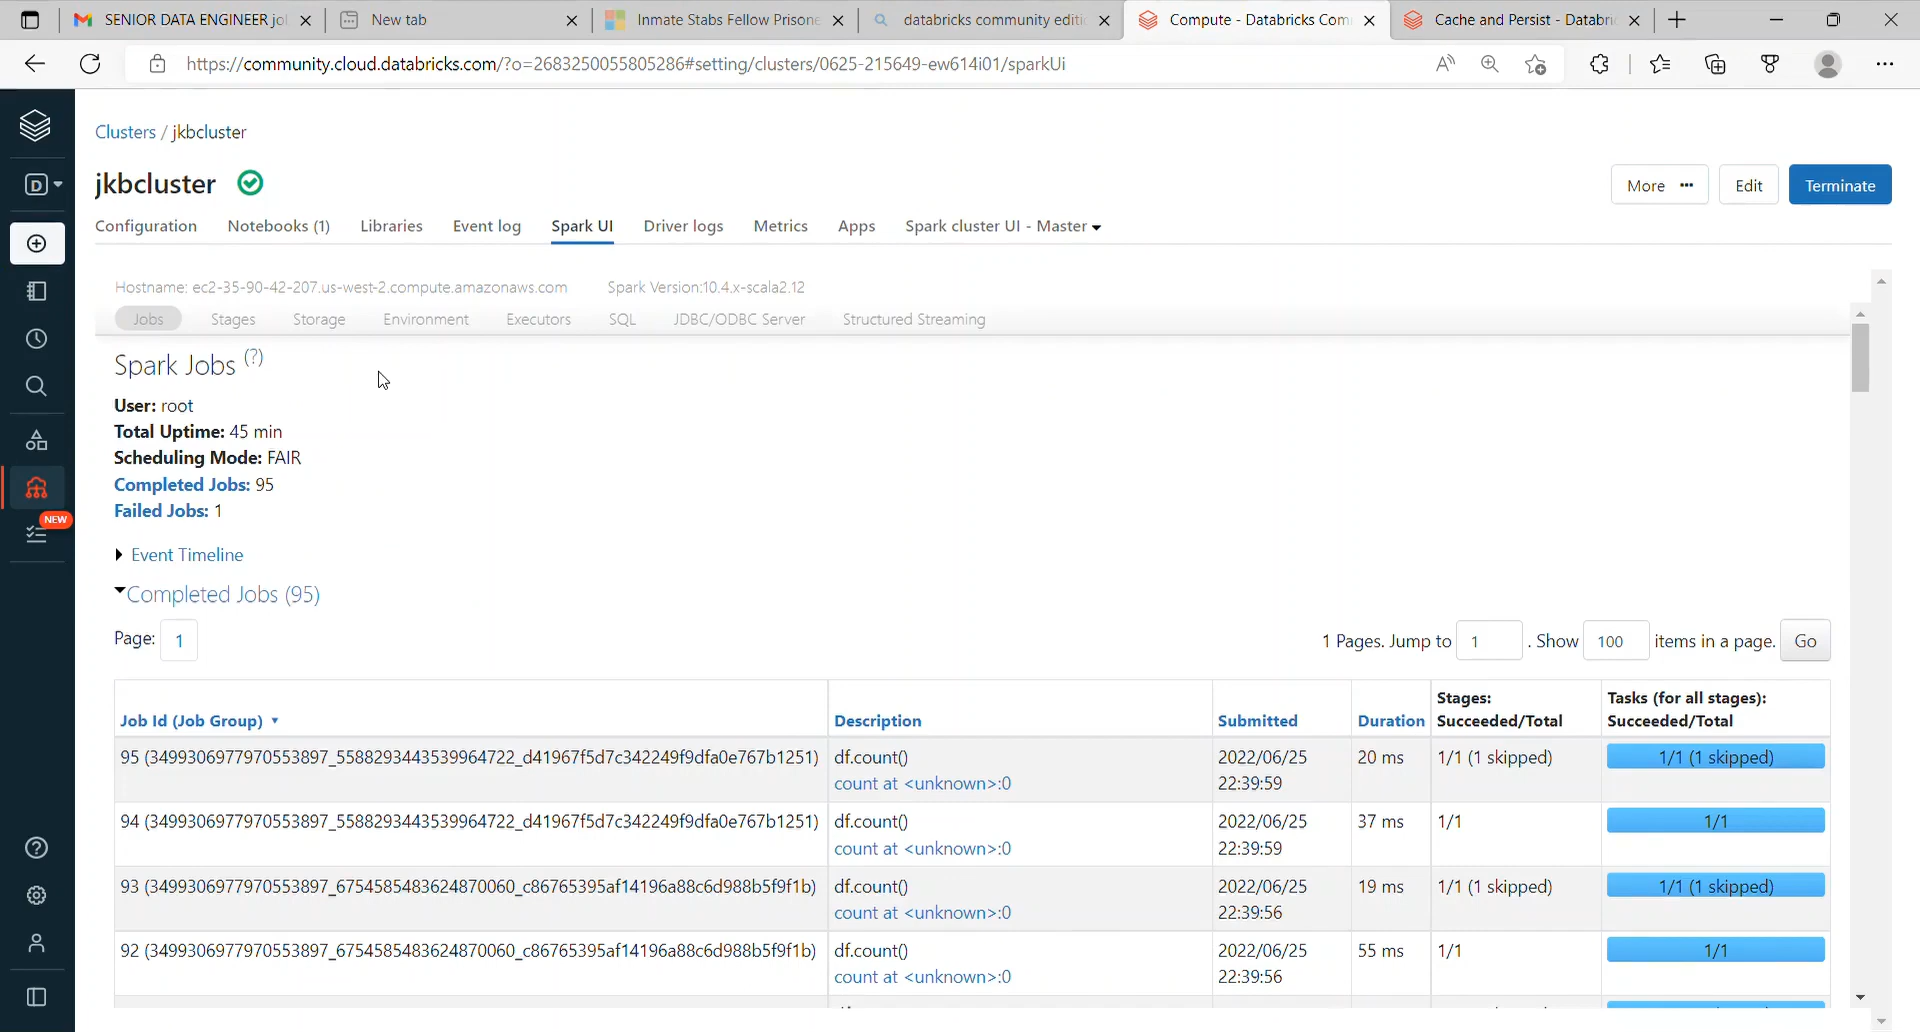 SENIOR DATA ENGINEER jo
New tab
Inmate Stabs Fellow Prisone
databricks community editi
Compute - Databricks Com
Cache and Persist - Databri
https://community.cloud.databricks.com/?o=2683250055805286#setting/clusters/0625-215649-ew614i01/sparkUi
Clusters / jkbcluster
D
jkbcluster
More
Edit
Terminate
Configuration
Notebooks (1)
Libraries
Event log
Spark UI
Driver logs
Metrics
Apps
Spark cluster UI - Master
Hostname: ec2-35-90-42-207.us-west-2.compute.amazonaws.com
Spark Version:10.4.x-scala2.12
Jobs
Stages
Storage
Environment
Executors
SQL
JDBC/ODBC Server
Structured Streaming
Spark Jobs (?)
User: root
Total Uptime: 45 min
Scheduling Mode: FAIR
Completed Jobs: 95
Failed Jobs: 1
NEW
Event Timeline
Completed Jobs (95)
Page: 1
1 Pages. Jump to 1 . Show 100 items in a page. Go
Job Id (Job Group)
Description
Submitted
Duration
Stages:
Succeeded/Total
Tasks (for all stages):
Succeeded/Total
95 (3499306977970553897_5588293443539964722_d41967f5d7c342249f9dfa0e767b1251)
df.count()
count at <unknown>:0
2022/06/25
22:39:59
20 ms
1/1 (1 skipped)
1/1 (1 skipped)
94 (3499306977970553897_5588293443539964722_d41967f5d7c342249f9dfa0e767b1251)
df.count()
count at <unknown>:0
2022/06/25
22:39:59
37 ms
1/1
1/1
93 (3499306977970553897_6754585483624870060_c86765395af14196a88c6d988b5f9f1b)
df.count()
count at <unknown>:0
2022/06/25
22:39:56
19 ms
1/1 (1 skipped)
1/1 (1 skipped)
92 (3499306977970553897_6754585483624870060_c86765395af14196a88c6d988b5f9f1b)
df.count()
count at <unknown>:0
2022/06/25
22:39:56
55 ms
1/1
1/1